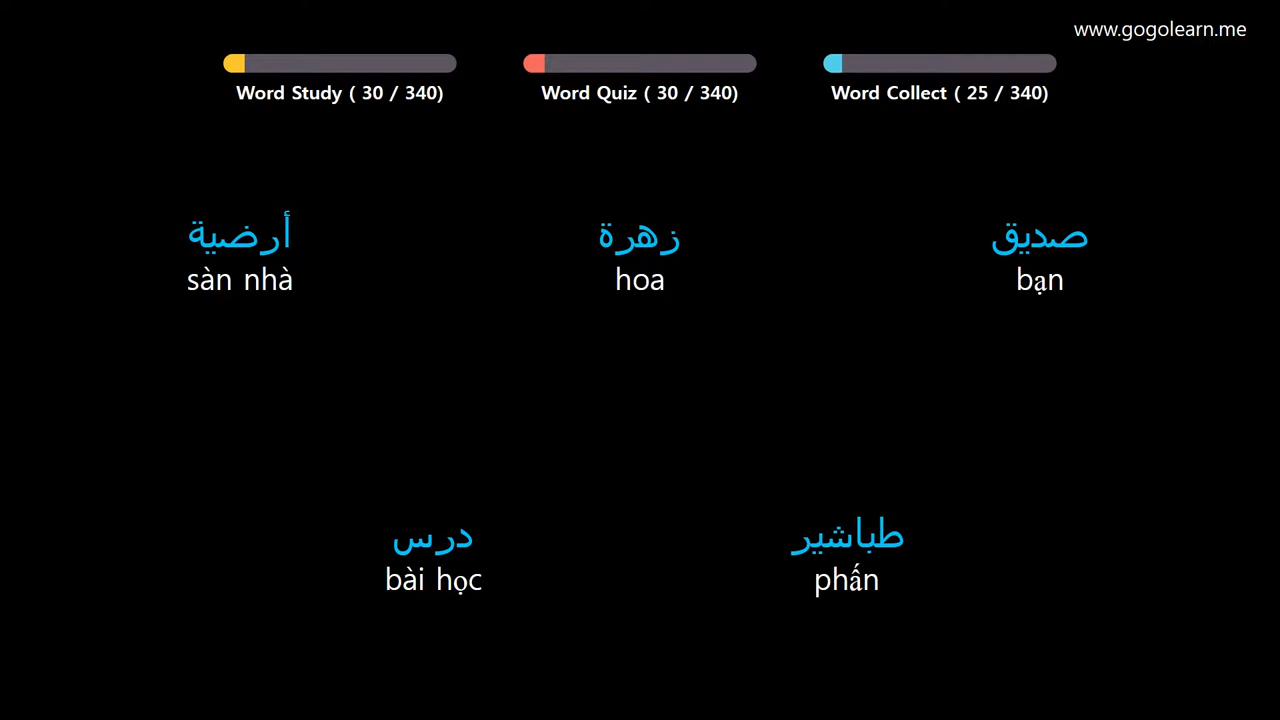 www.gogolearn.me
Word Study ( 30 / 340)
Word Quiz ( 30 / 340)
Word Collect ( 25 / 340)
أرضية
sàn nhà
زهرة
hoa
صديق
bạn
درس
bài học
طباشير
phấn